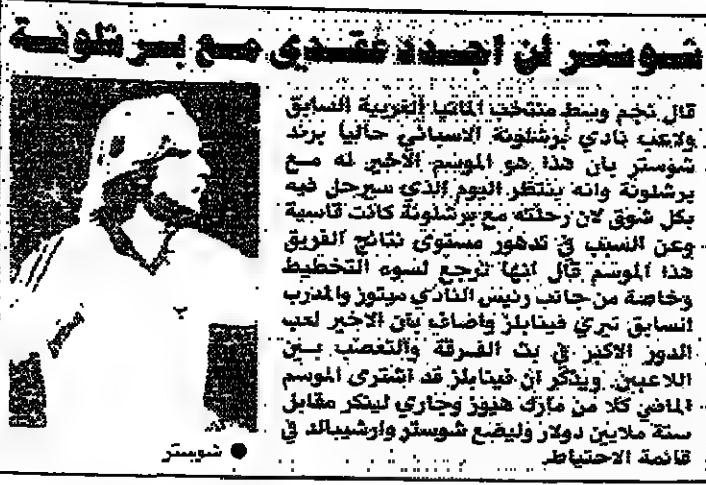 شوستر لن اجدد عقدي مع برشلونة
قال نجم وسط منتخب المانيا الغربية السابق
ولاعب نادي برشلونة الاسباني حاليا برند
شوستر بان هذا هو الموسم الاخير له مع
برشلونة وانه ينتظر اليوم الذي سيرحل فيه
بكل شوق لان رحلته مع برشلونة كانت قاسية
وعن السبب في تدهور مستوى نتائج الفريق
هذا الموسم قال انها ترجع لسوء التخطيط
وخاصة من جانب رئيس النادي ميتوز والمدرب
السابق تيري فينابلز واضاف بان الاخير لعب
الدور الاكبر في بث الفرقة والتعصب بين
اللاعبين. ويذكر ان فينابلز قد اشترى الموسم
الماضي كلا من مارك هيوز وجاري لينكر مقابل
ستة ملايين دولار وليضع شوستر وارشيبالد في
قائمة الاحتياط.
● شوستر